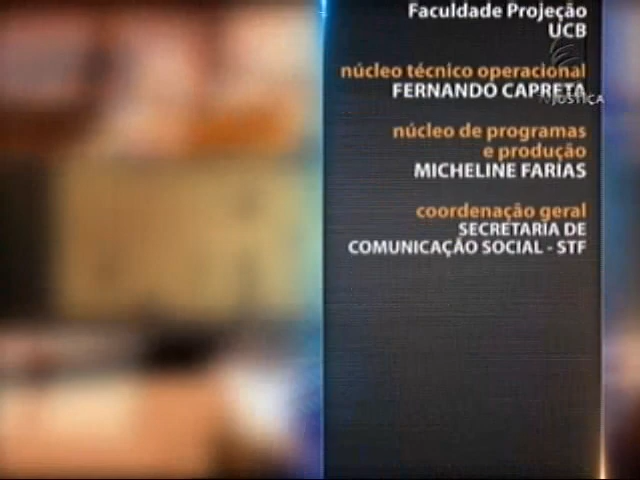 Faculdade Projeção
UCB
núcleo técnico operacional
FERNANDO CAPRETA
JUSTIÇA
núcleo de programas
e produção
MICHELINE FARIAS
coordenação geral
SECRETARIA DE
COMUNICAÇÃO SOCIAL - STF